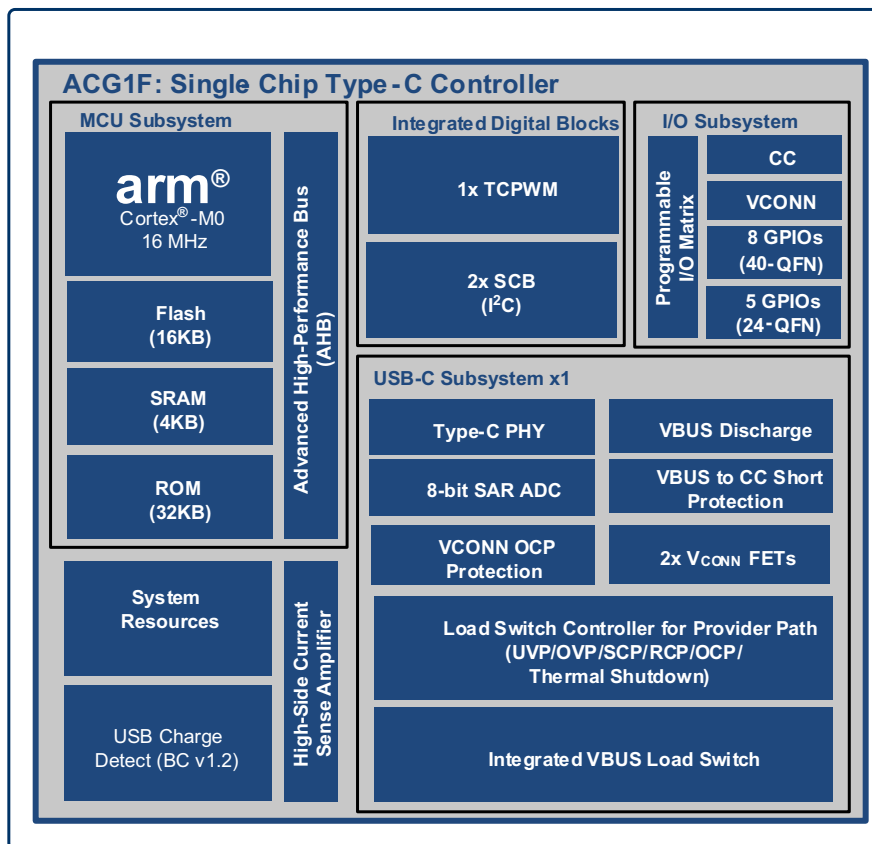 ACG1F: Single Chip Type-C Controller
MCU Subsystem
arm®
Cortex®-M0
16 MHz
Flash
(16KB)
SRAM
(4KB)
ROM
(32KB)
Advanced High-Performance Bus
(AHB)
Integrated Digital Blocks
1x TCPWM
2x SCB
(I²C)
I/O Subsystem
Programmable
I/O Matrix
CC
VCONN
8 GPIOs
(40-QFN)
5 GPIOs
(24-QFN)
System
Resources
USB Charge
Detect (BC v1.2)
High-Side Current
Sense Amplifier
USB-C Subsystem x1
Type-C PHY
VBUS Discharge
8-bit SAR ADC
VBUS to CC Short
Protection
VCONN OCP
Protection
2x VCONN FETs
Load Switch Controller for Provider Path
(UVP/OVP/SCP/RCP/OCP/
Thermal Shutdown)
Integrated VBUS Load Switch